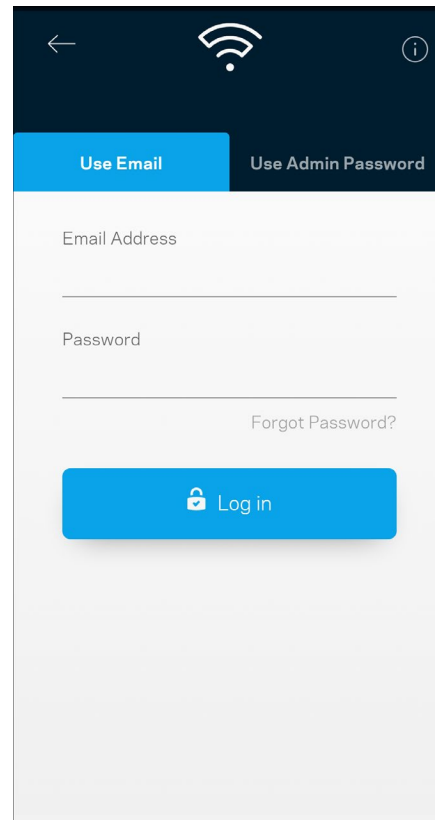 Use Email
Use Admin Password
Email Address
Password
Forgot Password?
Log in